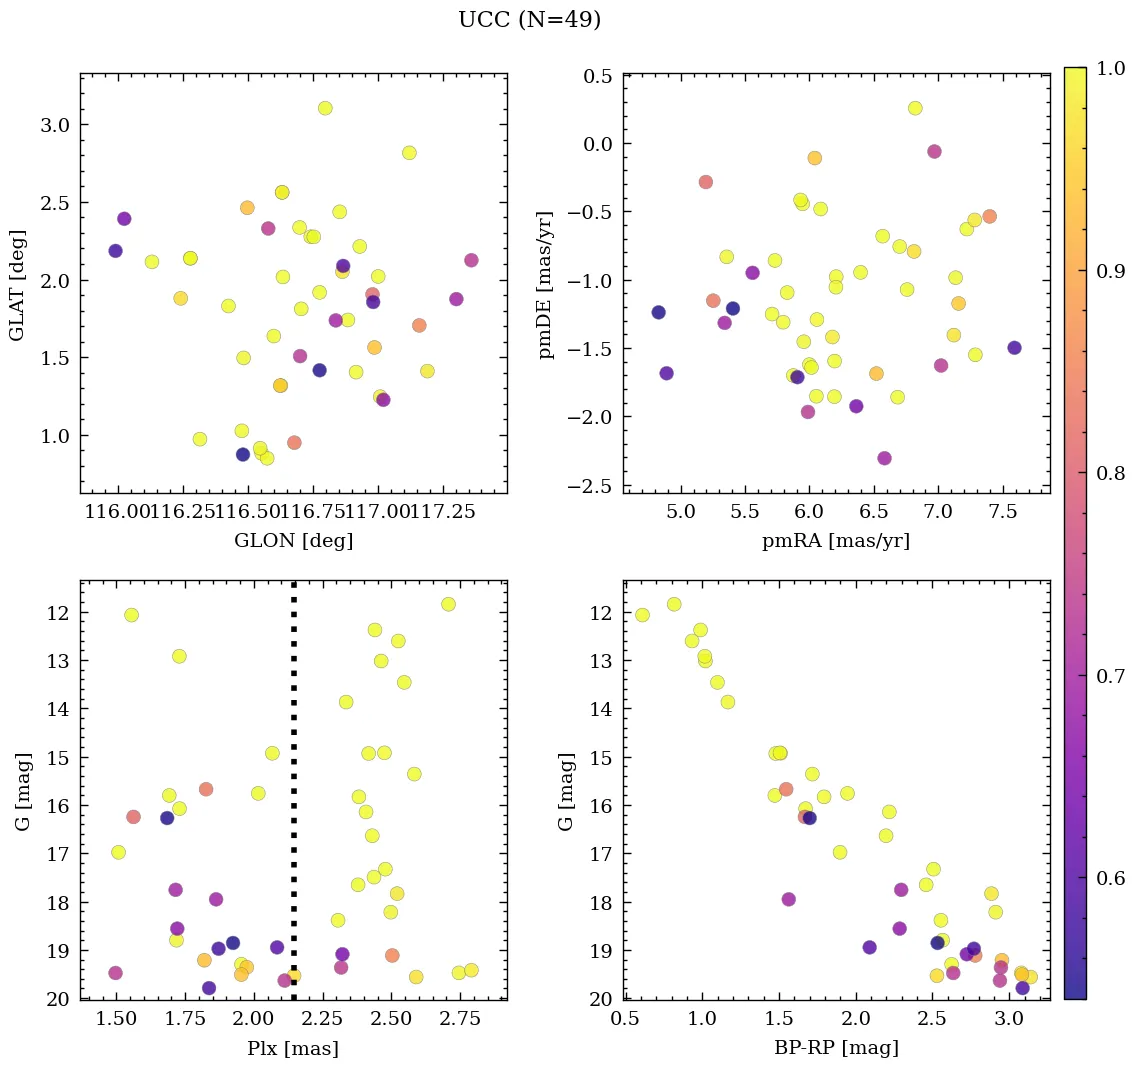 UCC (N=49)
3.0
2.5
2.0
1.5
1.0
GLAT [deg]
116.00 116.25 116.50 116.75 117.00 117.25
GLON [deg]
0.5
0.0
−0.5
−1.0
−1.5
−2.0
−2.5
pmDE [mas/yr]
5.0 5.5 6.0 6.5 7.0 7.5
pmRA [mas/yr]
12
13
14
15
16
17
18
19
20
G [mag]
1.50 1.75 2.00 2.25 2.50 2.75
Plx [mas]
12
13
14
15
16
17
18
19
20
G [mag]
0.5 1.0 1.5 2.0 2.5 3.0
BP-RP [mag]
1.0
0.9
0.8
0.7
0.6